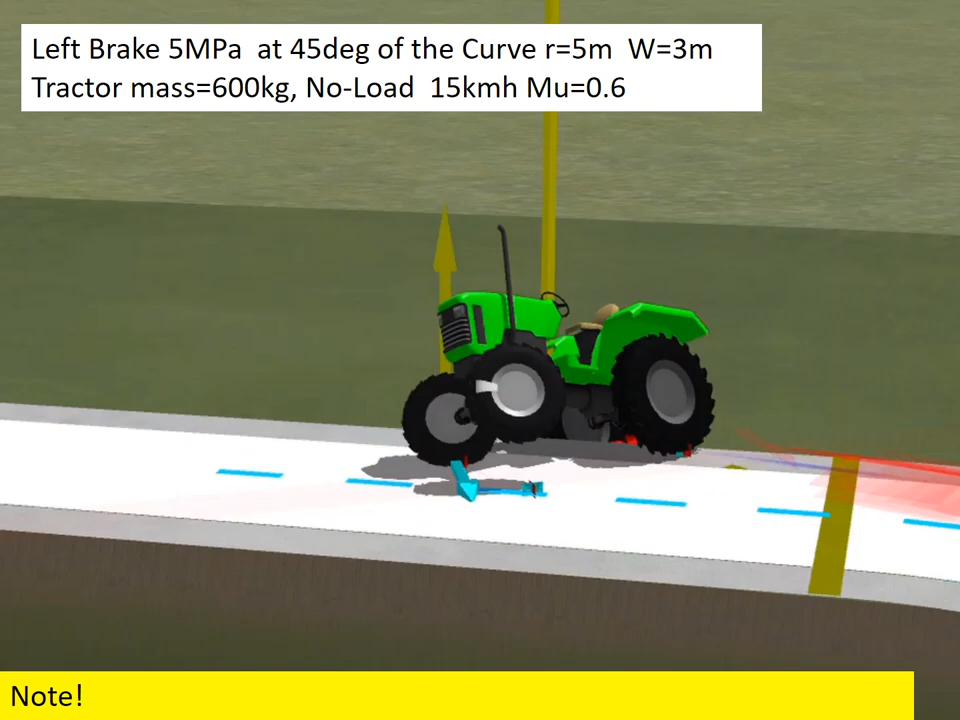 Left Brake 5MPa at 45deg of the Curve r=5m W=3m
Tractor mass=600kg, No-Load 15kmh Mu=0.6
Note!